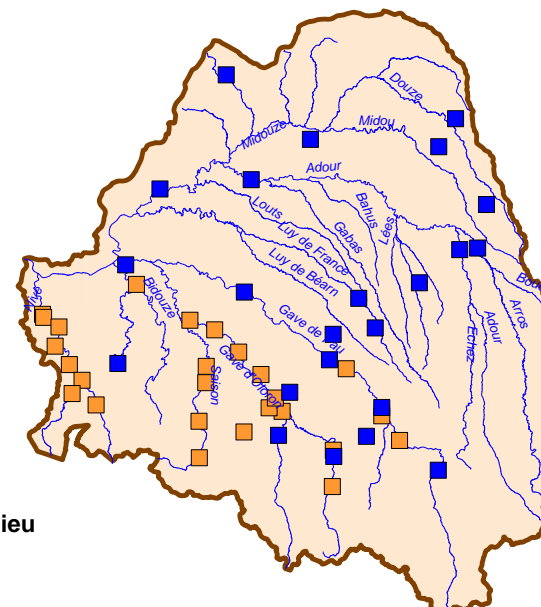 Douze
Midou
Midouze
Adour
Bahus
Louts
Gabas
Lées
Luy de France
Luy de Béarn
Bidouze
Gave de Pau
Arros
Adour
Echez
Gave d'Oloron
Saison
ieu